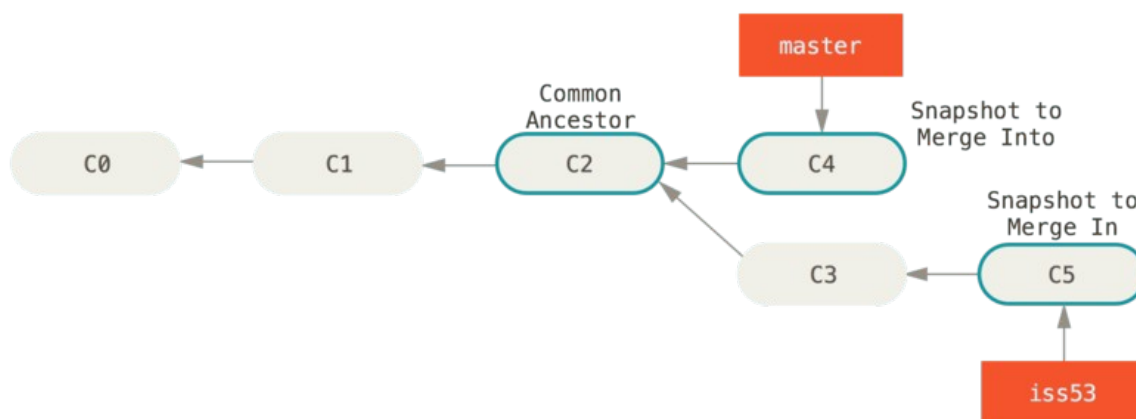 master
Common
Ancestor
Snapshot to
Merge Into
C0
C1
C2
C4
Snapshot to
Merge In
C3
C5
iss53